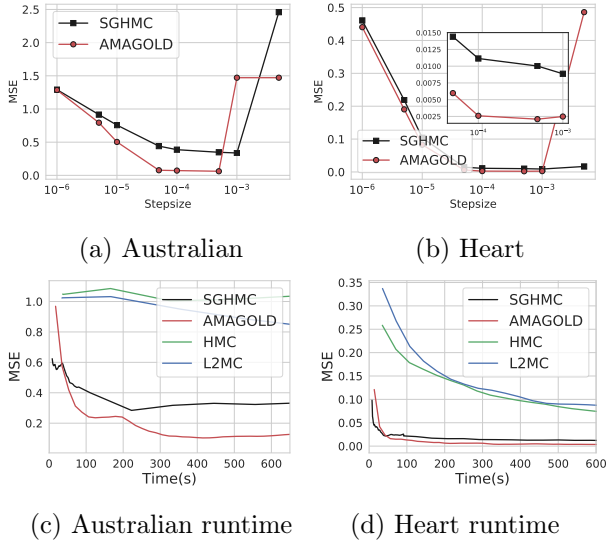 2.5
2.0
1.5
1.0
0.5
0.0
MSE
SGHMC
AMAGOLD
10⁻⁶ 10⁻⁵ 10⁻⁴ 10⁻³
Stepsize
(a) Australian
Heart
0.5
0.4
0.3
0.2
0.1
0.0
MSE
0.0150
0.0125
0.0100
0.0075
0.0050
0.0025
10⁻⁴ 10⁻³
SGHMC
AMAGOLD
10⁻⁶ 10⁻⁵ 10⁻⁴ 10⁻³
Stepsize
(b) Heart
1.0
0.8
0.6
0.4
0.2
MSE
SGHMC
AMAGOLD
HMC
L2MC
0 100 200 300 400 500 600
Time(s)
(c) Australian runtime
0.35
0.30
0.25
0.20
0.15
0.10
0.05
0.00
MSE
SGHMC
AMAGOLD
HMC
L2MC
0 100 200 300 400 500 600
Time(s)
(d) Heart runtime